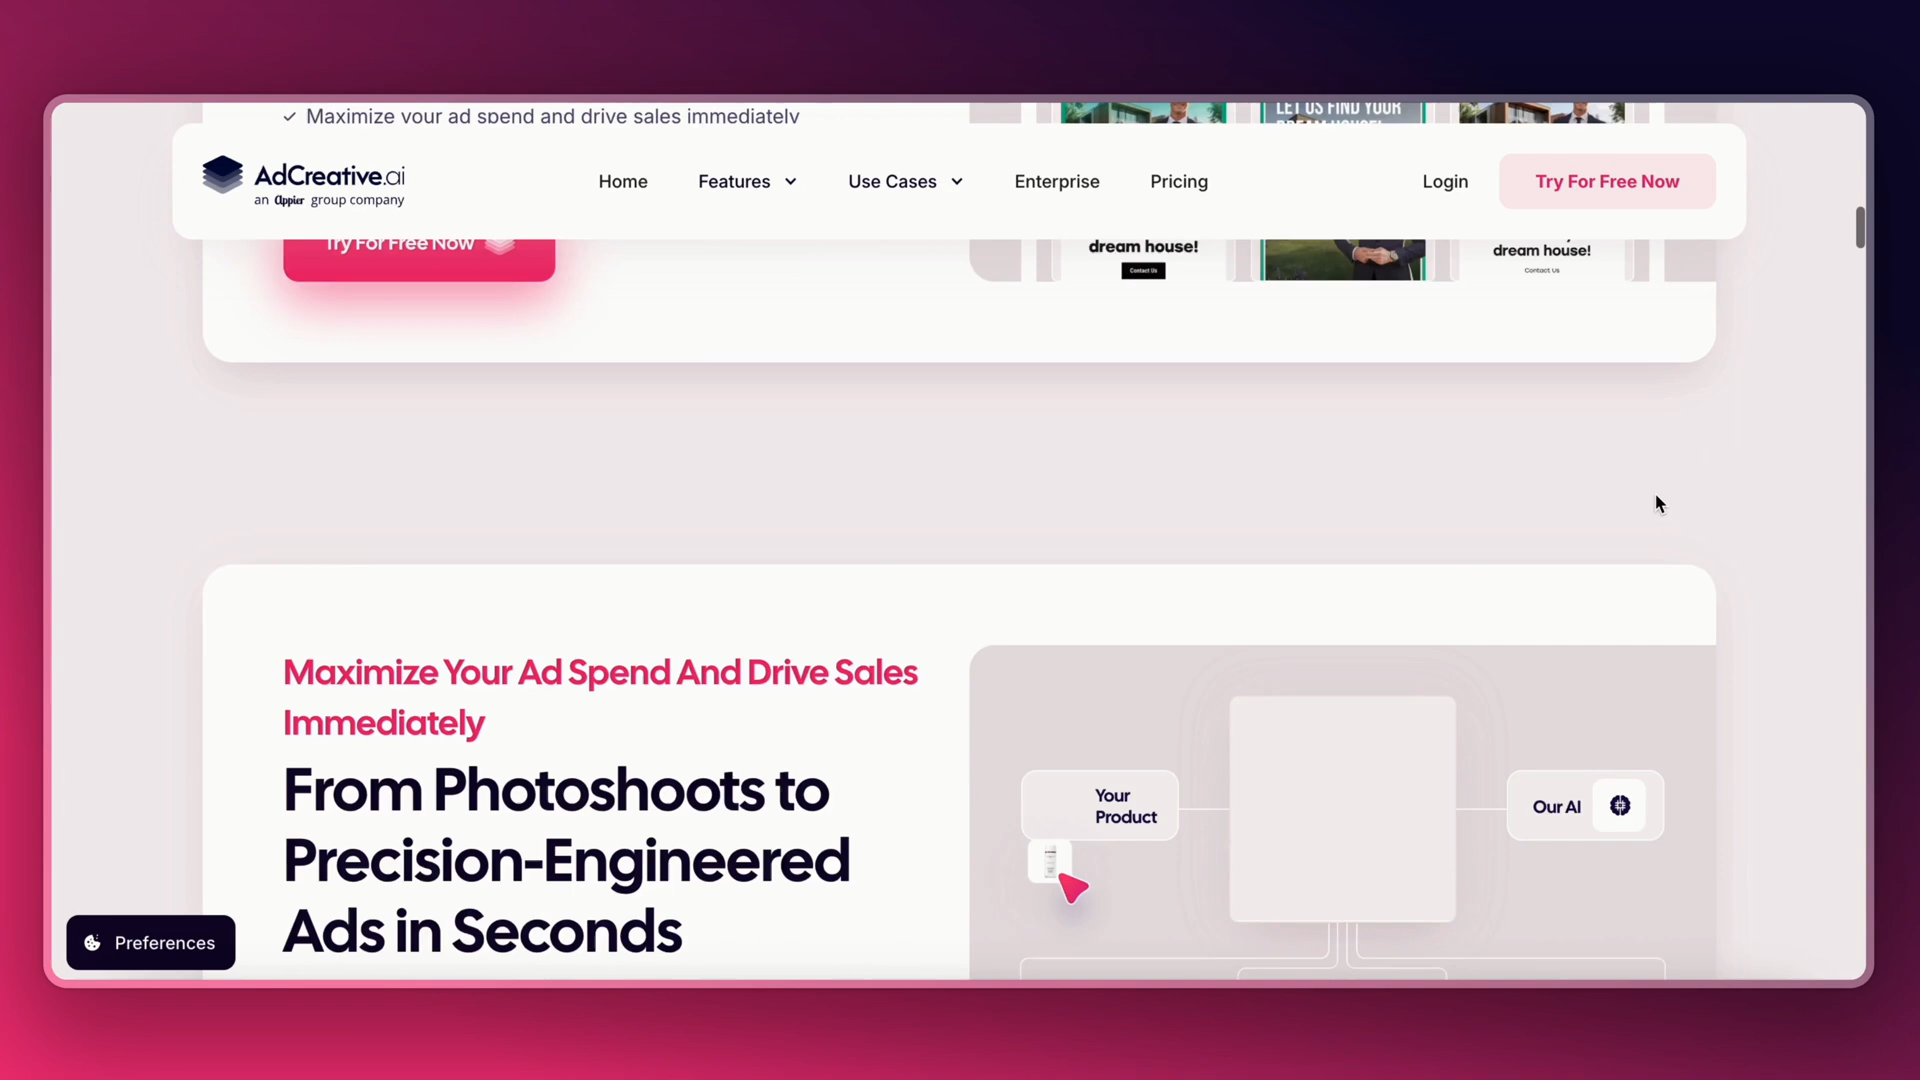 Maximize your ad spend and drive sales immediately
LET US FIND YOUR
AdCreative.ai
an Appier group company
Home
Features
Use Cases
Enterprise
Pricing
Login
Try For Free Now
Try For Free Now
dream house!
Contact Us
dream house!
Contact Us
Maximize Your Ad Spend And Drive Sales
Immediately
From Photoshoots to
Precision-Engineered
Ads in Seconds
Your
Product
Our AI
Preferences